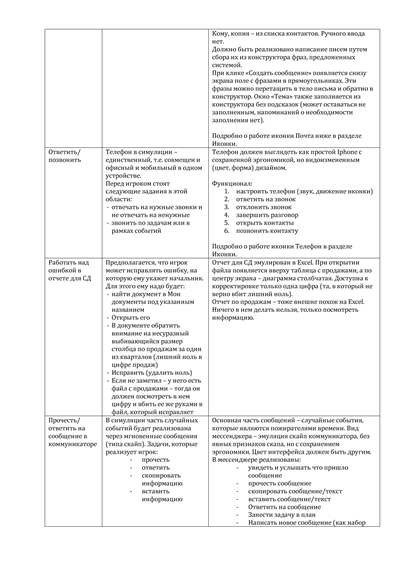 Кому, копия – из списка контактов. Ручного ввода
нет.
Должно быть реализовано написание писем путем
сбора их из конструктора фраз, предложенных
системой.
При клике «Создать сообщение» появляется снизу
экрана поле с фразами в прямоугольниках. Эти
фразы можно перетащить в тело письма и обратно в
конструктор. Окно «Тема» также заполняется из
конструктора без подсказок (может оставаться не
заполненным, напоминаний о необходимости
заполнения нет).
Подробно о работе иконки Почта ниже в разделе
Иконки.
Ответить/
позвонить
Телефон в симуляции –
единственный, т.е. совмещен и
офисный и мобильный в одном
устройстве.
Перед игроком стоят
следующие задания в этой
области:
- отвечать на нужные звонки и
не отвечать на ненужные
- звонить по задачам или в
рамках событий
Телефон должен выглядеть как простой Iphone с
сохраненной эргономикой, но видоизмененным
(цвет, форма) дизайном.
Функционал:
1. настроить телефон (звук, движение иконки)
2. ответить на звонок
3. отклонить звонок
4. завершить разговор
5. открыть контакты
6. позвонить контакту
Подробно о работе иконки Телефон в разделе
Иконки.
Работать над
ошибкой в
отчете для СД
Предполагается, что игрок
может исправлять ошибку, на
которую ему укажет начальник.
Для этого ему надо будет:
- найти документ в Мои
документы под указанным
названием
- Открыть его
- В документе обратить
внимание на несуразный
выбивающийся размер
столбца по продажам за один
из кварталов (лишний ноль в
цифре продаж)
- Исправить (удалить ноль)
- Если не заметил – у него есть
файл с продажами – тогда он
должен посмотреть в нем
цифру и вбить ее же руками в
файл, который исправляет
Отчет для СД эмулирован в Excel. При открытии
файла появляется вверху таблица с продажами, а по
центру экрана – диаграмма столбчатая. Доступна к
корректировке только одна цифра (та, в который не
верно вбит лишний ноль).
Отчет по продажам – тоже внешне похож на Excel.
Ничего в нем делать нельзя, только посмотреть
информацию.
Прочесть/
ответить на
сообщение в
коммуникаторе
В симуляции часть случайных
событий будет реализована
через мгновенные сообщения
(типа скайп). Задачи, которые
реализует игрок:
- прочесть
- ответить
- скопировать
информацию
- вставить
информацию
Основная часть сообщений – случайные события,
которые являются пожирателями времени. Вид
мессенджера – эмуляция скайп коммуникатора, без
явных признаков скапа, но с сохранением
эргономики. Цвет интерфейса должен быть другим.
В мессенджере реализованы:
- увидеть и услышать что пришло
сообщение
- прочесть сообщение
- скопировать сообщение/текст
- вставить сообщение/текст
- Ответить на сообщение
- Занести задачу в план
- Написать новое сообщение (как набор